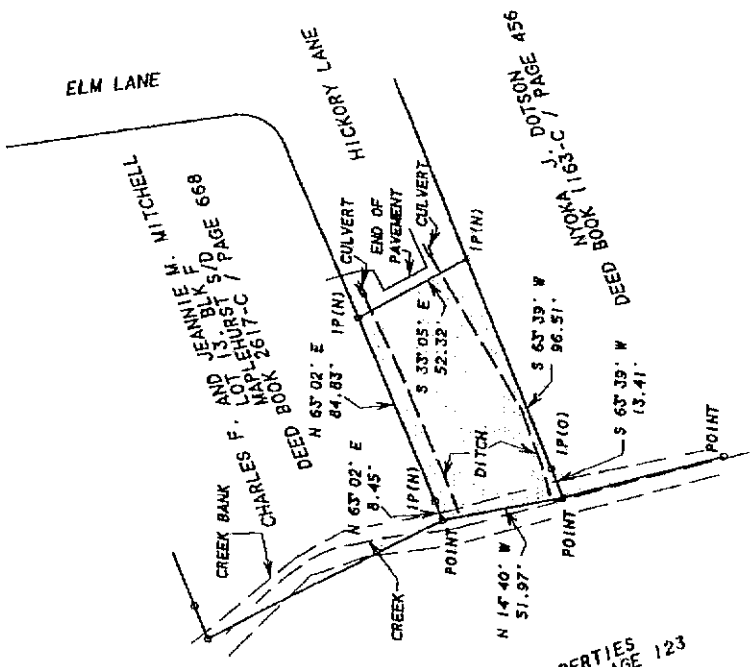 ELM LANE
HICKORY LANE
CHARLES F. AND JEANNIE M. MITCHELL
LOT 13, BLK F
MAPLEHURST S/D
DEED BOOK 2617-C / PAGE 668
NYOKA J. DOTSON
DEED BOOK 1163-C / PAGE 456
CULVERT
END OF
PAVEMENT
CULVERT
IP(N)
IP(N)
N 63°02' E
84.83'
S 33°05' E
52.32'
S 63°39' W
96.51'
S 63°39' W
13.41'
N 63°02' E
8.45'
IP(N)
IP(O)
DITCH
CREEK BANK
CREEK
POINT
N 14°40' W
51.97'
POINT
POINT
PAGE 123